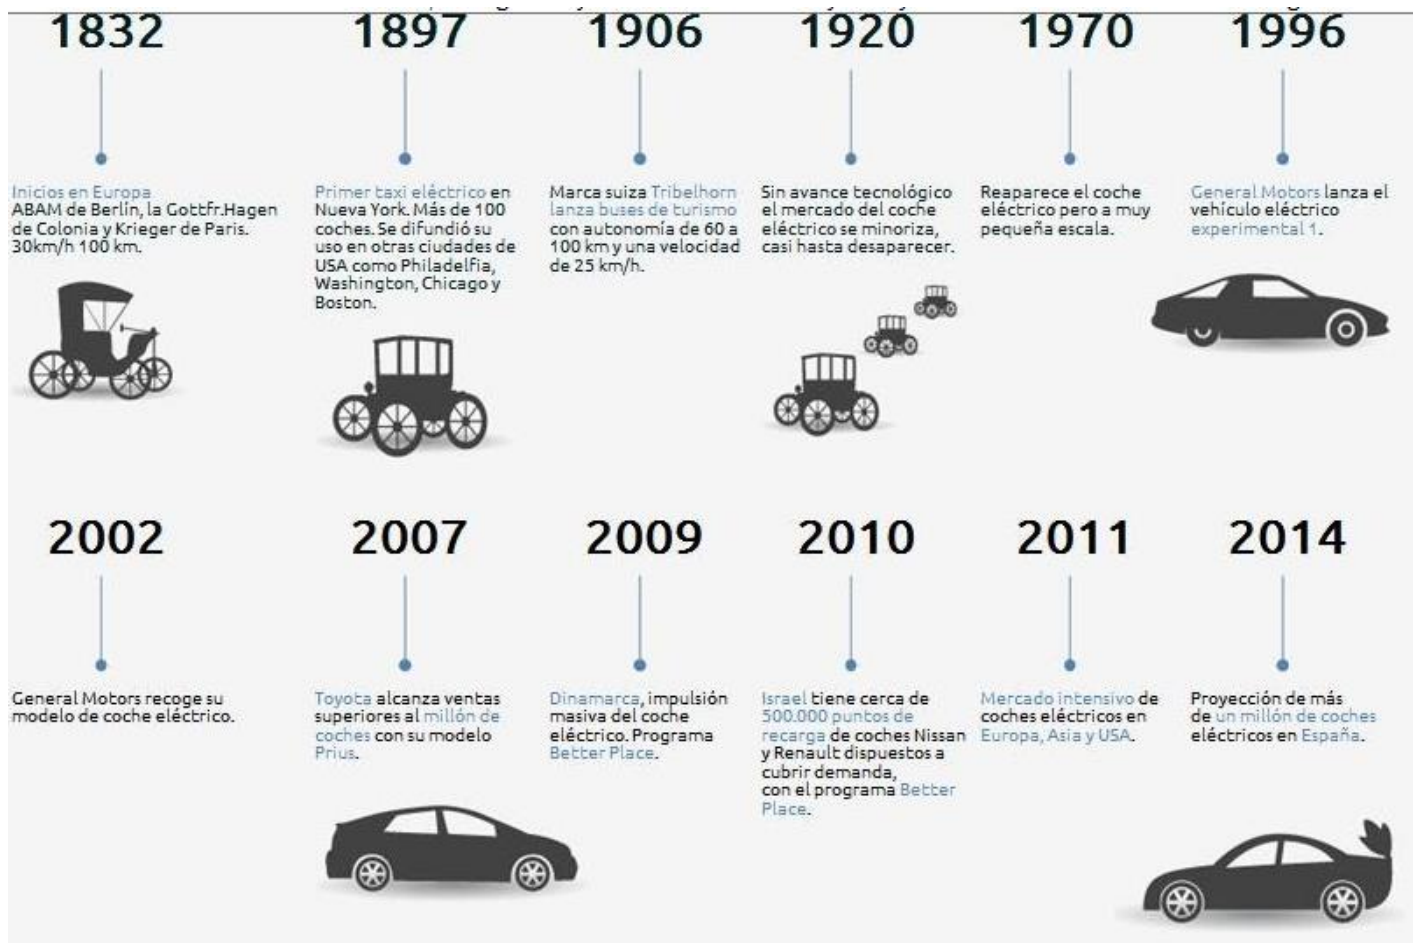 1832
1897
1906
1920
1970
1996
Inicios en Europa
ABAM de Berlín, la Gottfr.Hagen
de Colonia y Krieger de Paris.
30km/h 100 km.
Primer taxi eléctrico en
Nueva York. Más de 100
coches. Se difundió su
uso en otras ciudades de
USA como Philadelfia,
Washington, Chicago y
Boston.
Marca suiza Tribelhorn
lanza buses de turismo
con autonomía de 60 a
100 km y una velocidad
de 25 km/h.
Sin avance tecnológico
el mercado del coche
eléctrico se minoriza,
casi hasta desaparecer.
Reaparece el coche
eléctrico pero a muy
pequeña escala.
General Motors lanza el
vehículo eléctrico
experimental 1.
2002
2007
2009
2010
2011
2014
General Motors recoge su
modelo de coche eléctrico.
Toyota alcanza ventas
superiores al millón de
coches con su modelo
Prius.
Dinamarca, impulsión
masiva del coche
eléctrico. Programa
Better Place.
Israel tiene cerca de
500.000 puntos de
recarga de coches Nissan
y Renault dispuestos a
cubrir demanda,
con el programa Better
Place.
Mercado intensivo de
coches eléctricos en
Europa, Asia y USA.
Proyección de más
de un millón de coches
eléctricos en España.